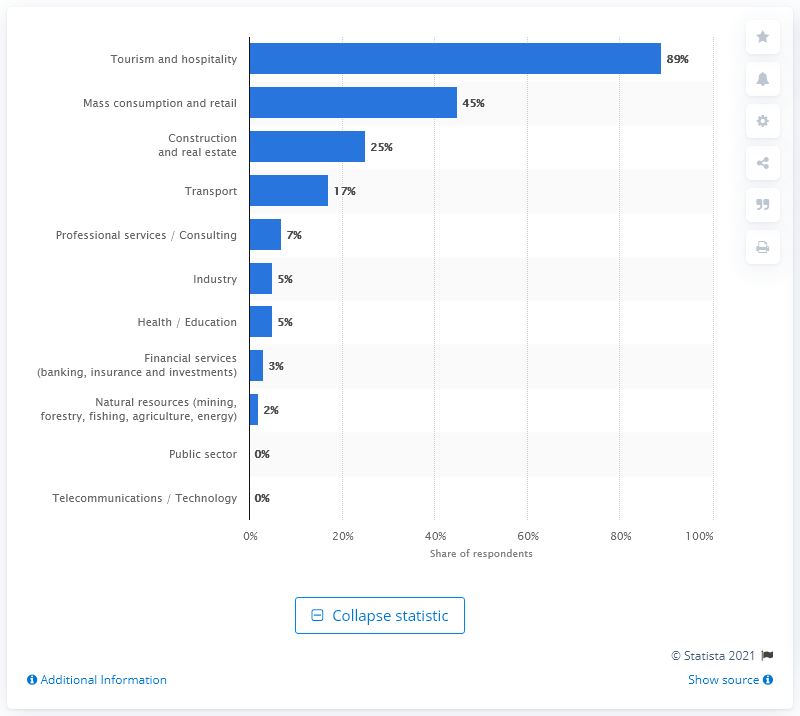 Tourism and hospitality 89%
Mass consumption and retail 45%
Construction
and real estate 25%
Transport 17%
Professional services / Consulting 7%
Industry 5%
Health / Education 5%
Financial services
(banking, insurance and investments) 3%
Natural resources (mining,
forestry, fishing, agriculture, energy) 2%
Public sector 0%
Telecommunications / Technology 0%
0% 20% 40% 60% 80% 100%
Share of respondents
Collapse statistic
© Statista 2021
Additional Information Show source